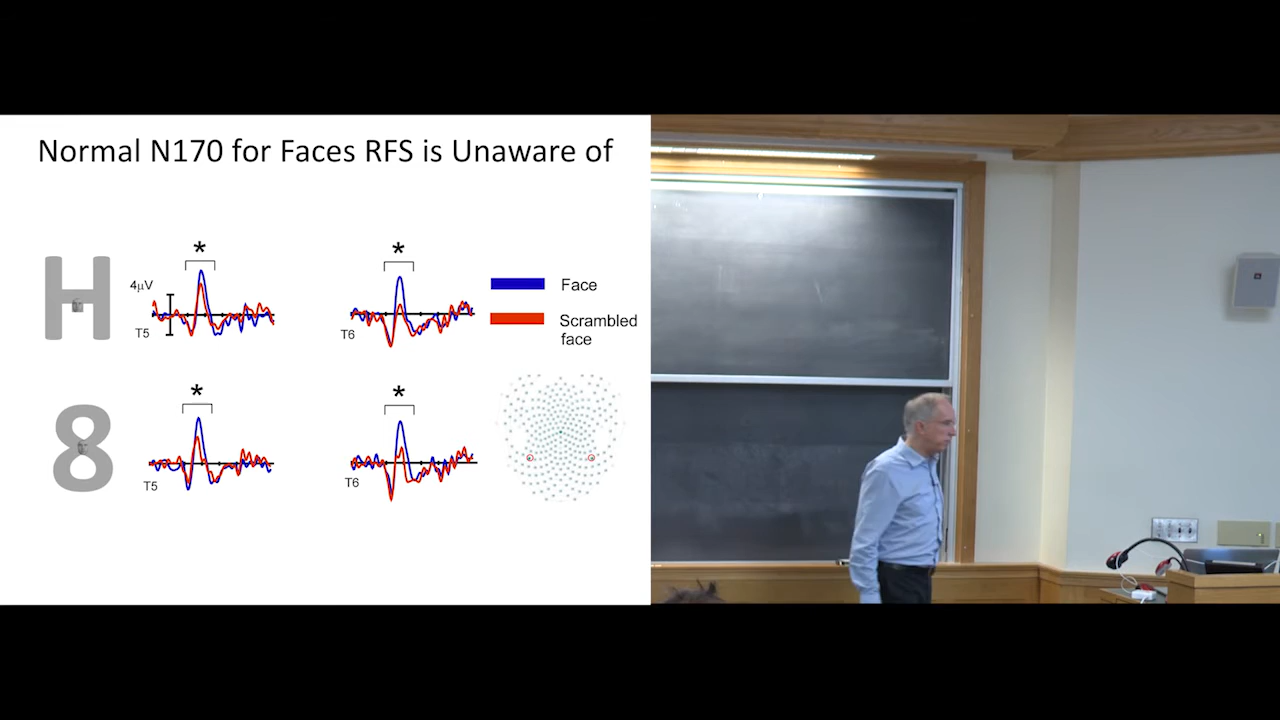 Normal N170 for Faces RFS is Unaware of
*
*
H
4μV
T5
T6
Face
Scrambled
face
*
*
8
T5
T6